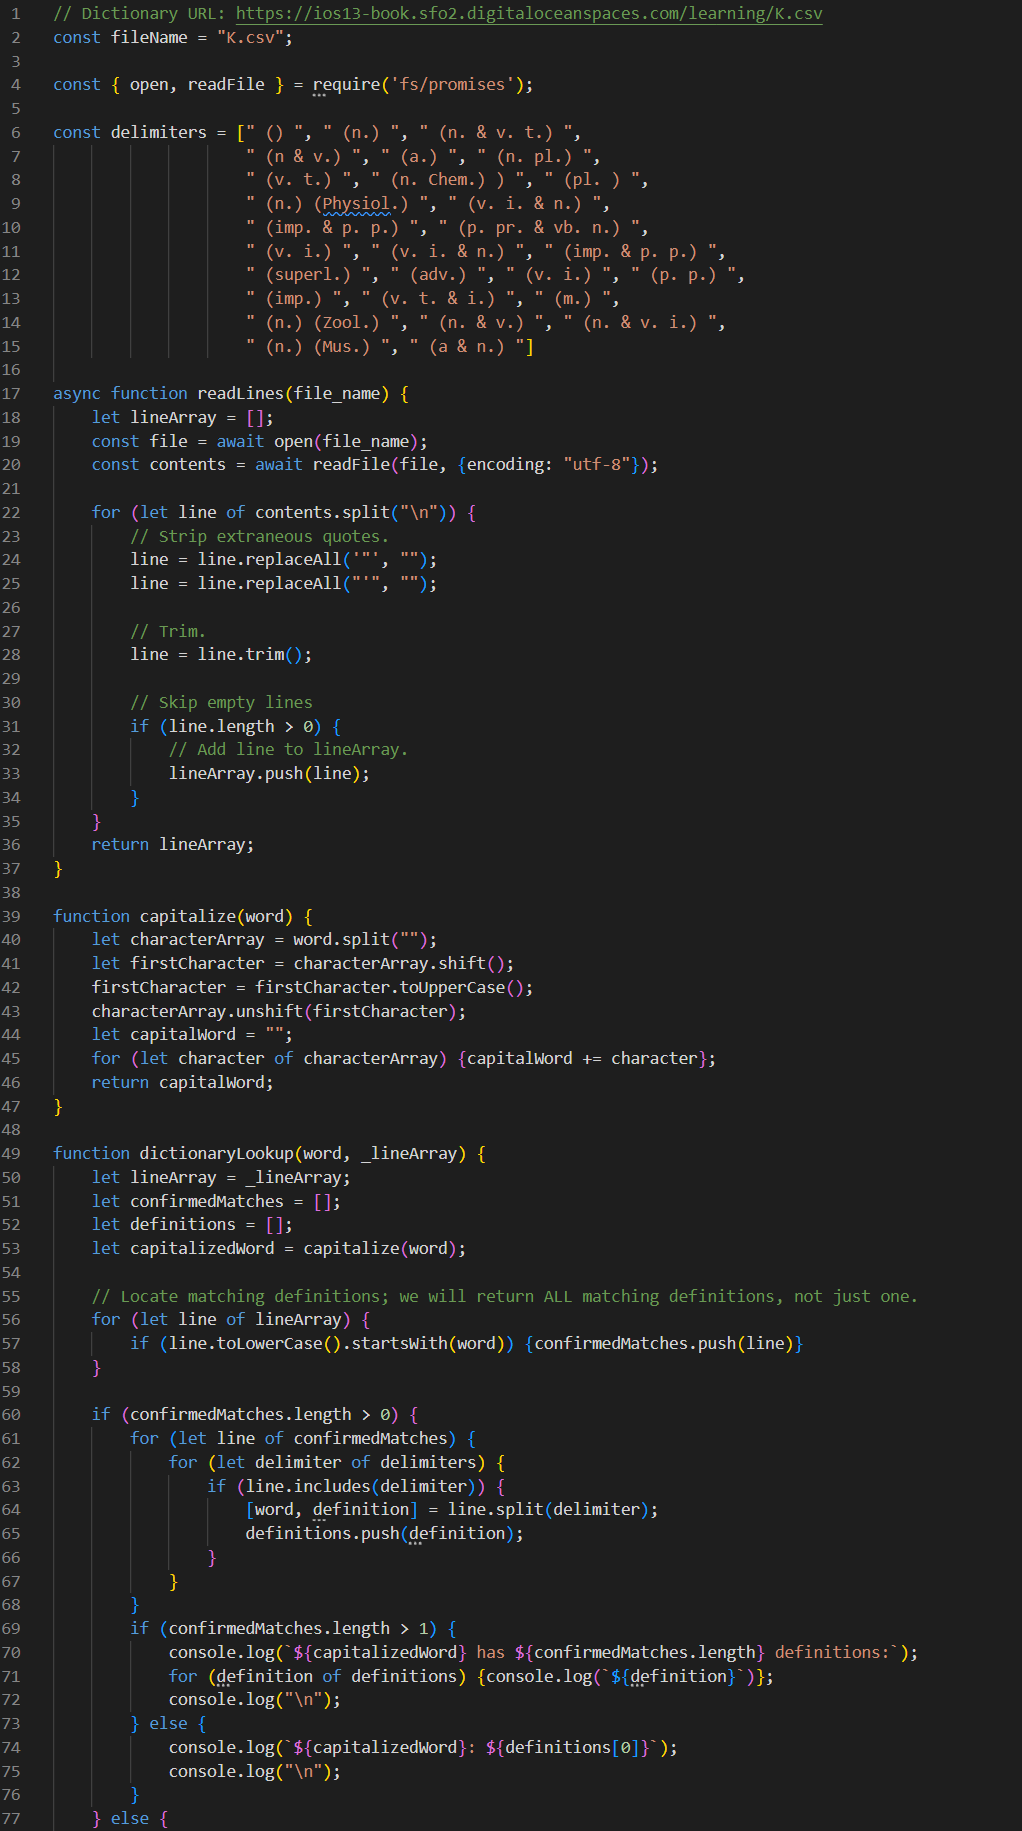 1 // Dictionary URL: https://ios13-book.sfo2.digitaloceanspaces.com/learning/K.csv
2 const fileName = "K.csv";
3
4 const { open, readFile } = require('fs/promises');
5
6 const delimiters = [" () ", " (n.) ", " (n. & v. t.) ",
7 " (n & v.) ", " (a.) ", " (n. pl.) ",
8 " (v. t.) ", " (n. Chem.) ) ", " (pl. ) ",
9 " (n.) (Physiol.) ", " (v. i. & n.) ",
10 " (imp. & p. p.) ", " (p. pr. & vb. n.) ",
11 " (v. i.) ", " (v. i. & n.) ", " (imp. & p. p.) ",
12 " (superl.) ", " (adv.) ", " (v. i.) ", " (p. p.) ",
13 " (imp.) ", " (v. t. & i.) ", " (m.) ",
14 " (n.) (Zool.) ", " (n. & v.) ", " (n. & v. i.) ",
15 " (n.) (Mus.) ", " (a & n.) "]
16
17 async function readLines(file_name) {
18 let lineArray = [];
19 const file = await open(file_name);
20 const contents = await readFile(file, {encoding: "utf-8"});
21
22 for (let line of contents.split("\n")) {
23 // Strip extraneous quotes.
24 line = line.replaceAll('"', "");
25 line = line.replaceAll("'", "");
26
27 // Trim.
28 line = line.trim();
29
30 // Skip empty lines
31 if (line.length > 0) {
32 // Add line to lineArray.
33 lineArray.push(line);
34 }
35 }
36 return lineArray;
37 }
38
39 function capitalize(word) {
40 let characterArray = word.split("");
41 let firstCharacter = characterArray.shift();
42 firstCharacter = firstCharacter.toUpperCase();
43 characterArray.unshift(firstCharacter);
44 let capitalWord = "";
45 for (let character of characterArray) {capitalWord += character};
46 return capitalWord;
47 }
48
49 function dictionaryLookup(word, _lineArray) {
50 let lineArray = _lineArray;
51 let confirmedMatches = [];
52 let definitions = [];
53 let capitalizedWord = capitalize(word);
54
55 // Locate matching definitions; we will return ALL matching definitions, not just one.
56 for (let line of lineArray) {
57 if (line.toLowerCase().startsWith(word)) {confirmedMatches.push(line)}
58 }
59
60 if (confirmedMatches.length > 0) {
61 for (let line of confirmedMatches) {
62 for (let delimiter of delimiters) {
63 if (line.includes(delimiter)) {
64 [word, definition] = line.split(delimiter);
65 definitions.push(definition);
66 }
67 }
68 }
69 if (confirmedMatches.length > 1) {
70 console.log(`${capitalizedWord} has ${confirmedMatches.length} definitions:`);
71 for (definition of definitions) {console.log(`${definition}`)};
72 console.log("\n");
73 } else {
74 console.log(`${capitalizedWord}: ${definitions[0]}`);
75 console.log("\n");
76 }
77 } else {